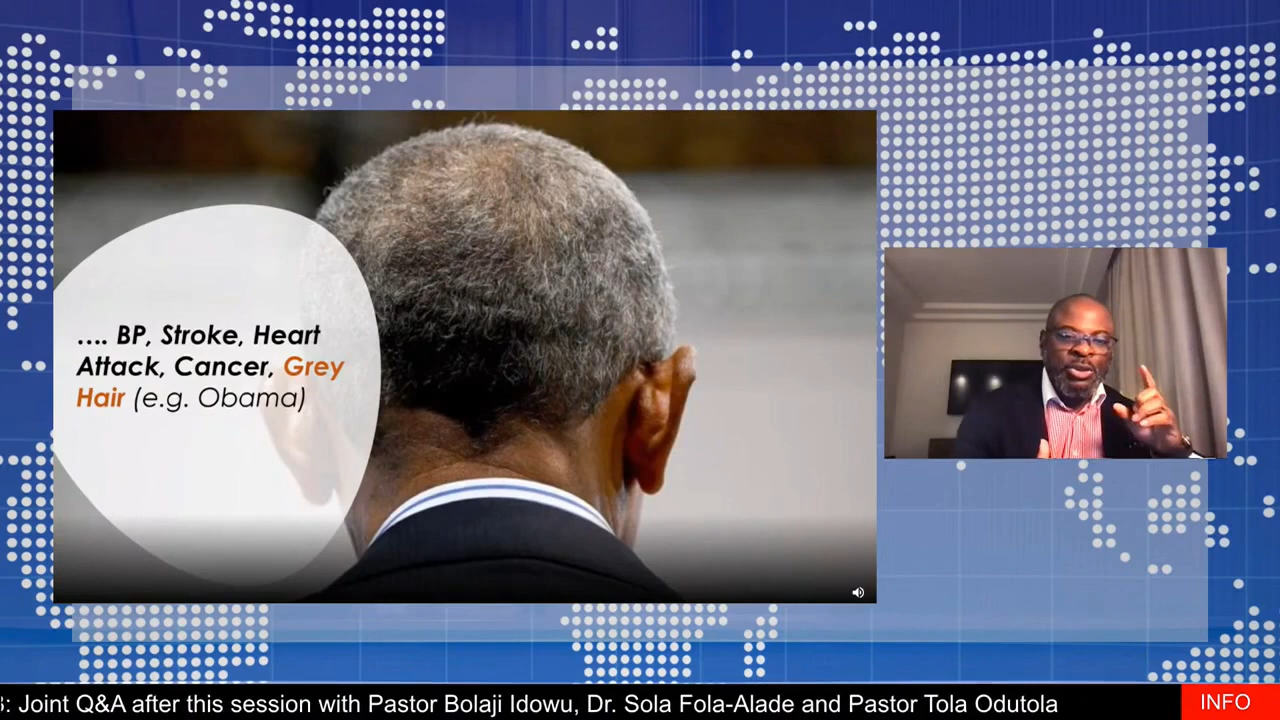 .... BP, Stroke, Heart
Attack, Cancer, Grey
Hair (e.g. Obama)
: Joint Q&A after this session with Pastor Bolaji Idowu, Dr. Sola Fola-Alade and Pastor Tola Odutola
INFO